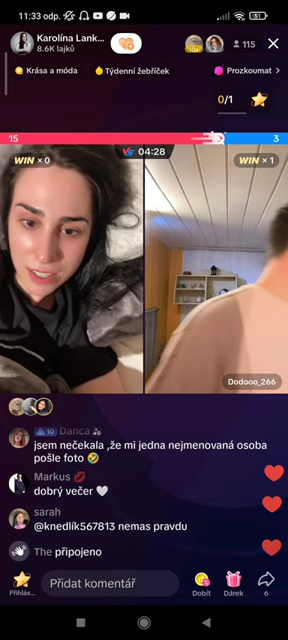 11:33 odp.
51
Karolína Lank...
8.6K lajků
115
Krása a móda
Týdenní žebříček
Prozkoumat >
0/1
15
3
04:28
WIN × 0
WIN × 1
Dodooo_266
10 Danca
jsem nečekala ,že mi jedna nejmenovaná osoba
pošle foto 🤣
Markus 💋
dobrý večer 🤍
sarah
@knedlík567813 nemas pravdu
The připojeno
Přihlás...
Přidat komentář
Dobít
Dárek
6